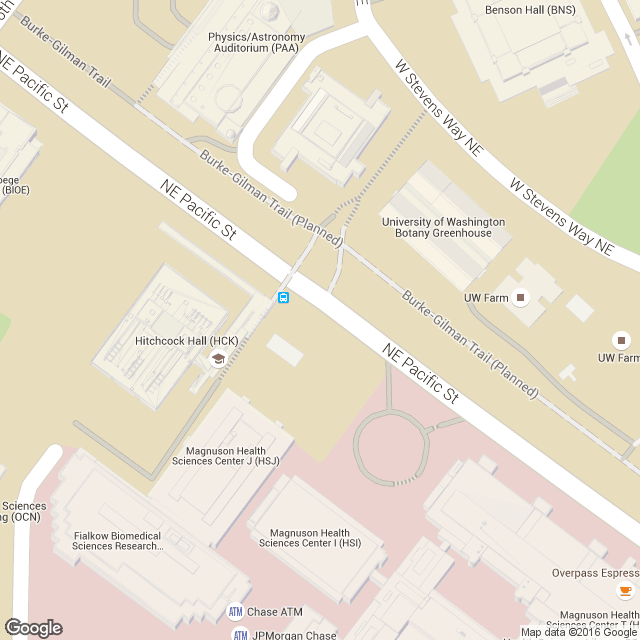 Benson Hall (BNS)
Physics/Astronomy
Auditorium (PAA)
Burke-Gilman Trail
NE Pacific St
W Stevens Way NE
Burke-Gilman Trail (Planned)
NE Pacific St
W Stevens Way NE
(BIOE)
University of Washington
Botany Greenhouse
UW Farm
Burke-Gilman Trail (Planned)
Hitchcock Hall (HCK)
UW Farm
NE Pacific St
Magnuson Health
Sciences Center J (HSJ)
Sciences
(OCN)
Fialkow Biomedical
Sciences Research...
Magnuson Health
Sciences Center I (HSI)
Overpass Espress
ATM Chase ATM
Magnuson Health
Sciences Center T (H
ATM JPMorgan Chase
Google
Map data ©2016 Google